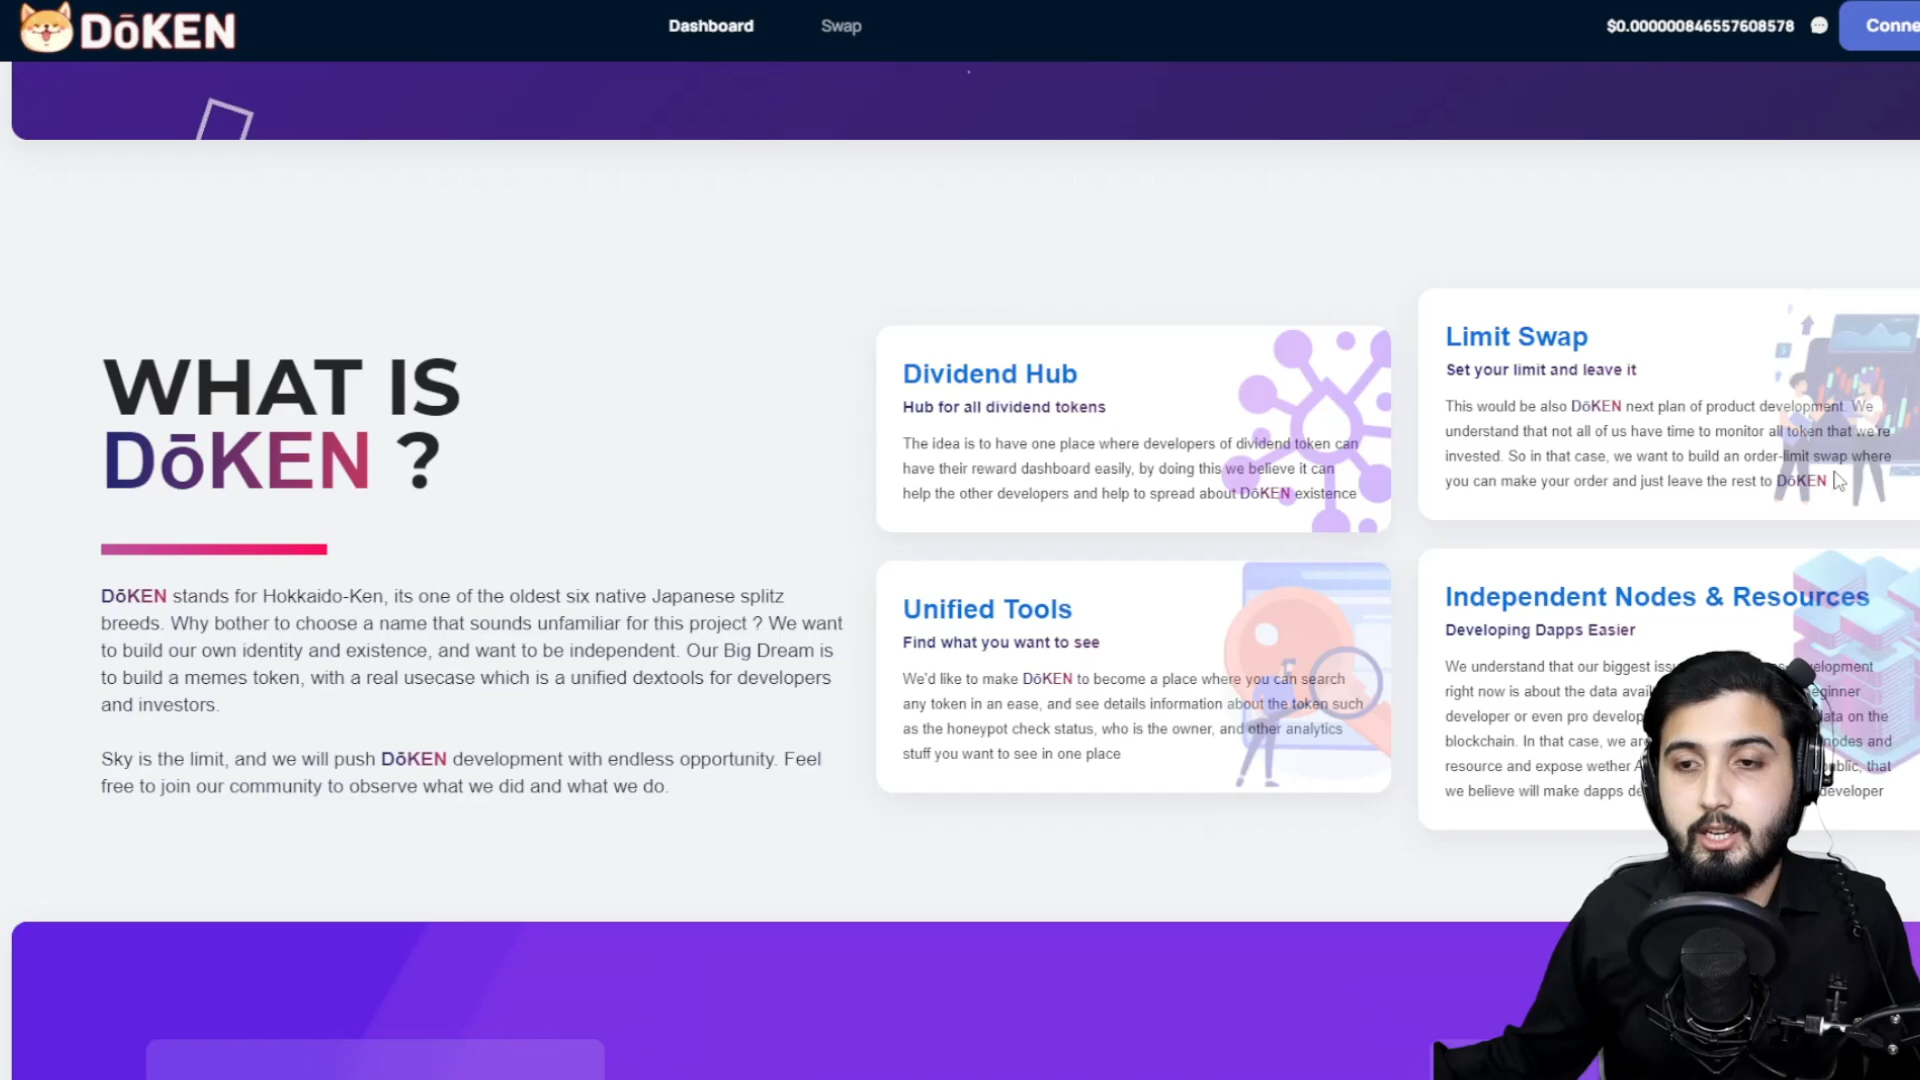 DōKEN
Dashboard
Swap
$0.000000846557608578
WHAT IS
DōKEN ?
DōKEN stands for Hokkaido-Ken, its one of the oldest six native Japanese splitz
breeds. Why bother to choose a name that sounds unfamiliar for this project ? We want
to build our own identity and existence, and want to be independent. Our Big Dream is
to build a memes token, with a real usecase which is a unified dextools for developers
and investors.
Sky is the limit, and we will push DōKEN development with endless opportunity. Feel
free to join our community to observe what we did and what we do.
Dividend Hub
Hub for all dividend tokens
The idea is to have one place where developers of dividend token can
have their reward dashboard easily, by doing this we believe it can
help the other developers and help to spread about DōKEN existence
Unified Tools
Find what you want to see
We'd like to make DōKEN to become a place where you can search
any token in an ease, and see details information about the token such
as the honeypot check status, who is the owner, and other analytics
stuff you want to see in one place
Limit Swap
Set your limit and leave it
This would be also DōKEN next plan of product development. We
understand that not all of us have time to monitor all token that we're
invested. So in that case, we want to build an order-limit swap where
you can make your order and just leave the rest to DōKEN
Independent Nodes & Resources
Developing Dapps Easier
We understand that our biggest
right now is about the data
developer or even pro on the
blockchain. In that case, we nodes and
resource and expose wether that
we believe will make dapps developer